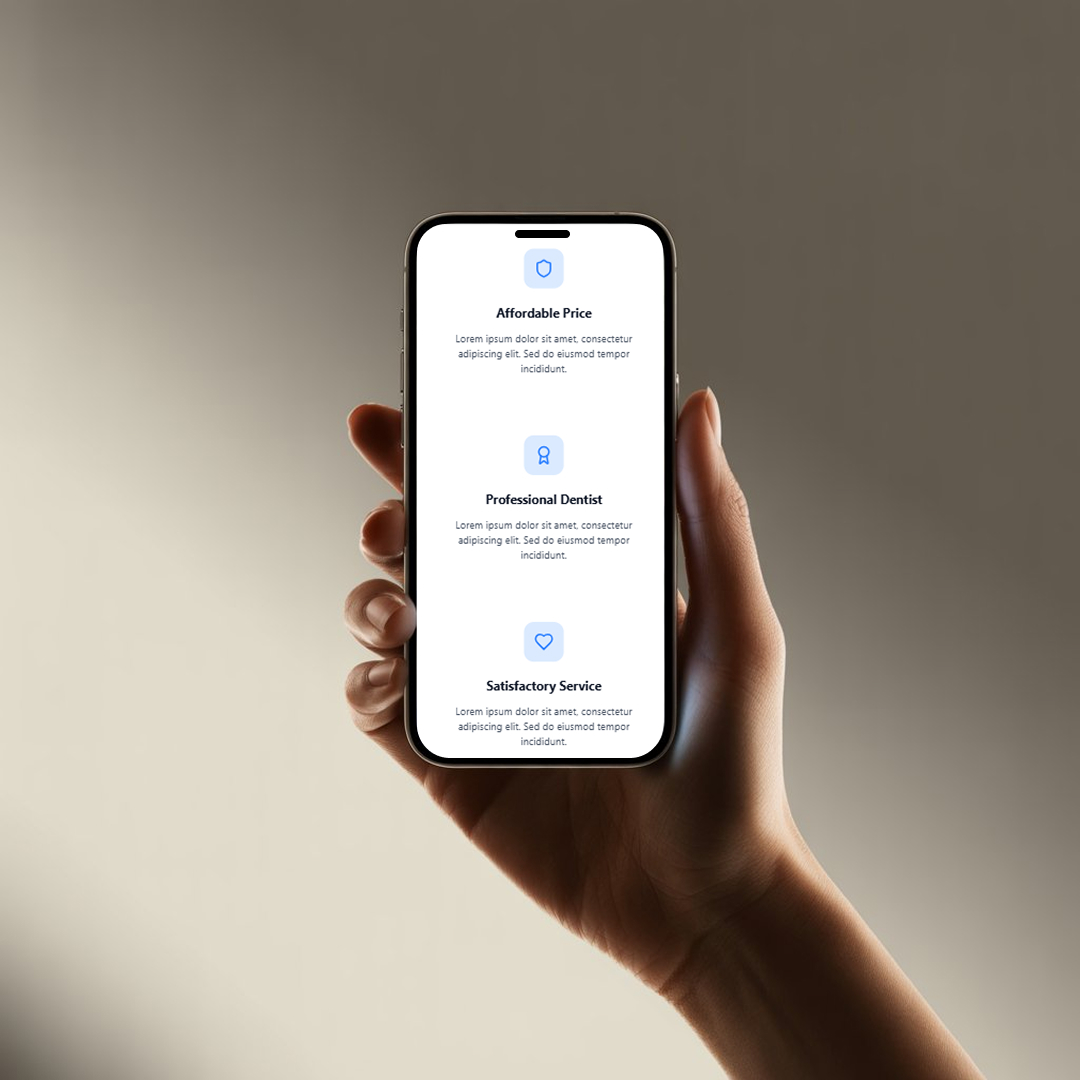 Affordable Price
Lorem ipsum dolor sit amet, consectetur
adipiscing elit. Sed do eiusmod tempor
incididunt.
Professional Dentist
Lorem ipsum dolor sit amet, consectetur
adipiscing elit. Sed do eiusmod tempor
incididunt.
Satisfactory Service
Lorem ipsum dolor sit amet, consectetur
adipiscing elit. Sed do eiusmod tempor
incididunt.